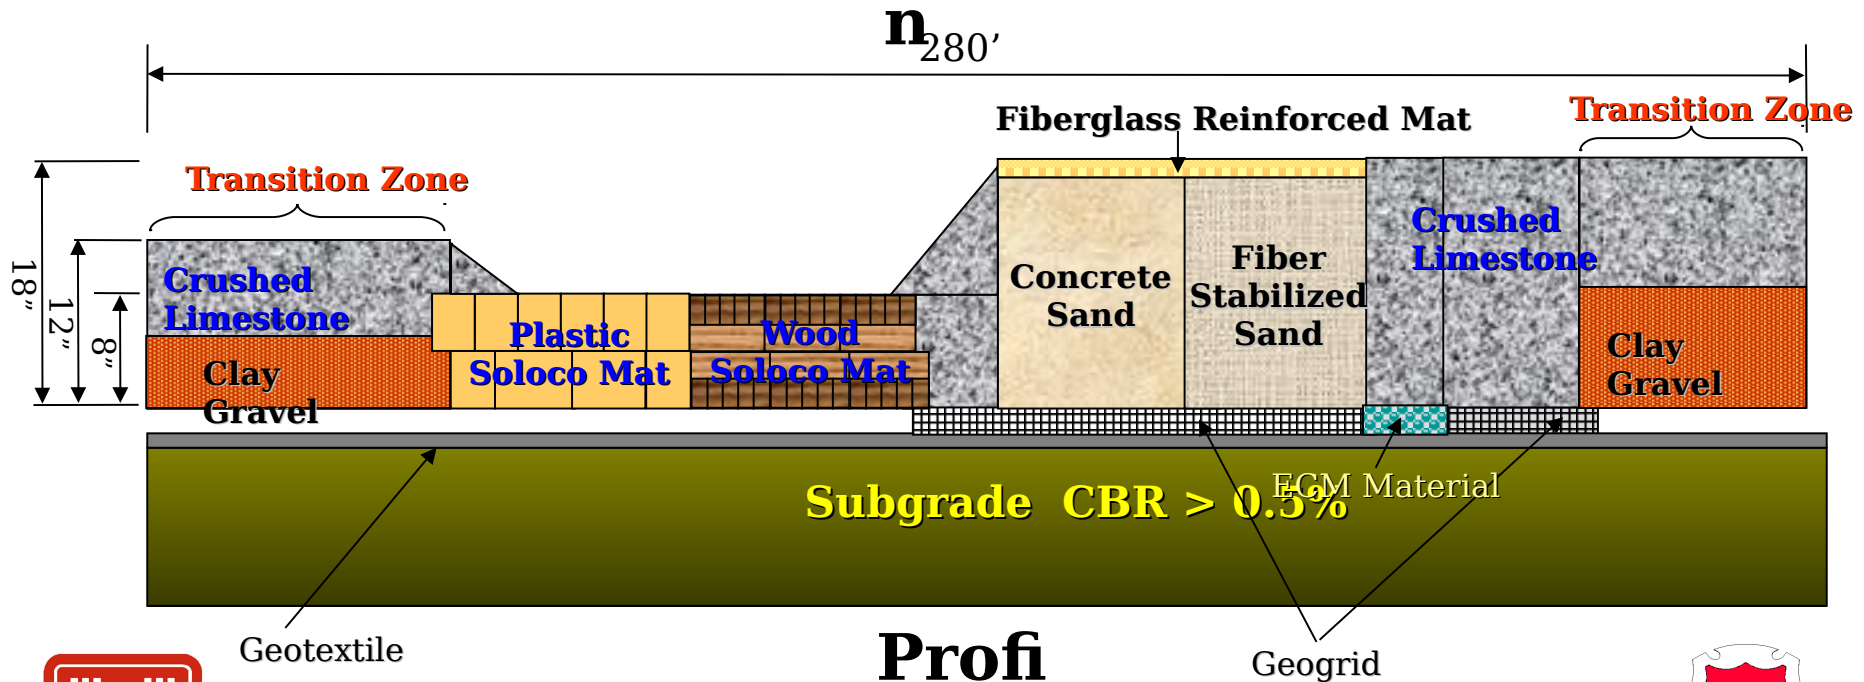 n
280’
Fiberglass Reinforced Mat
Transition Zone
Transition Zone
18”
12”
8”
Crushed
Limestone
Clay
Gravel
Plastic
Soloco Mat
Wood
Soloco Mat
Concrete
Sand
Fiber
Stabilized
Sand
Crushed
Limestone
Clay
Gravel
Subgrade  CBR > 0.5%
EGM Material
Geotextile
Profi
Geogrid